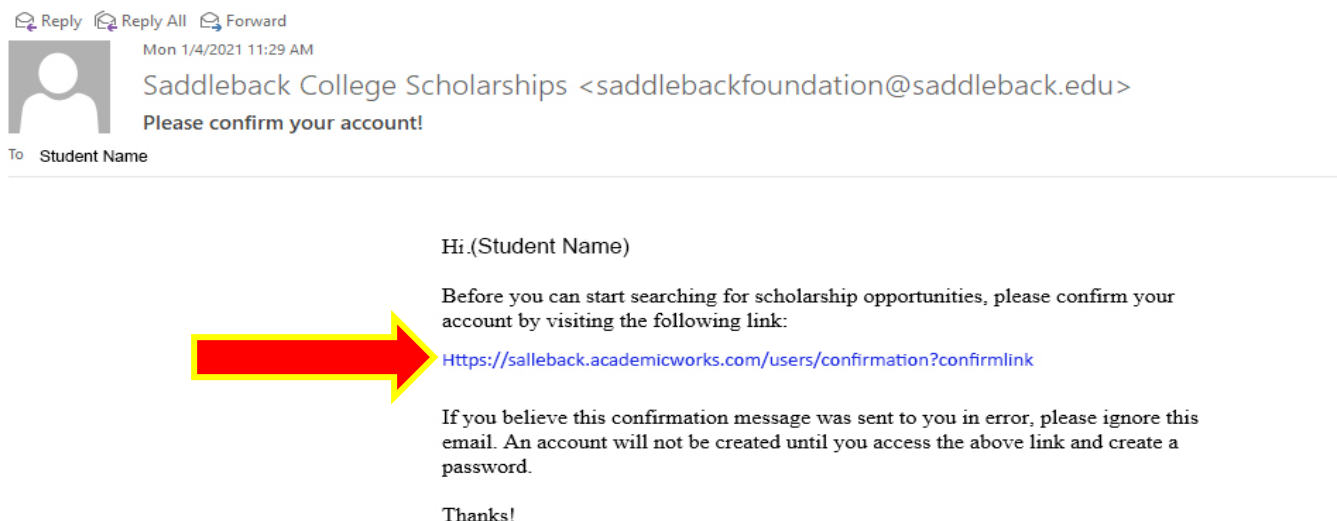 Reply Reply All Forward
Mon 1/4/2021 11:29 AM
Saddleback College Scholarships <saddlebackfoundation@saddleback.edu>
Please confirm your account!
To Student Name
Hi.(Student Name)
Before you can start searching for scholarship opportunities, please confirm your
account by visiting the following link:
Https://salleback.academicworks.com/users/confirmation?confirmlink
If you believe this confirmation message was sent to you in error, please ignore this
email. An account will not be created until you access the above link and create a
password.
Thanks!